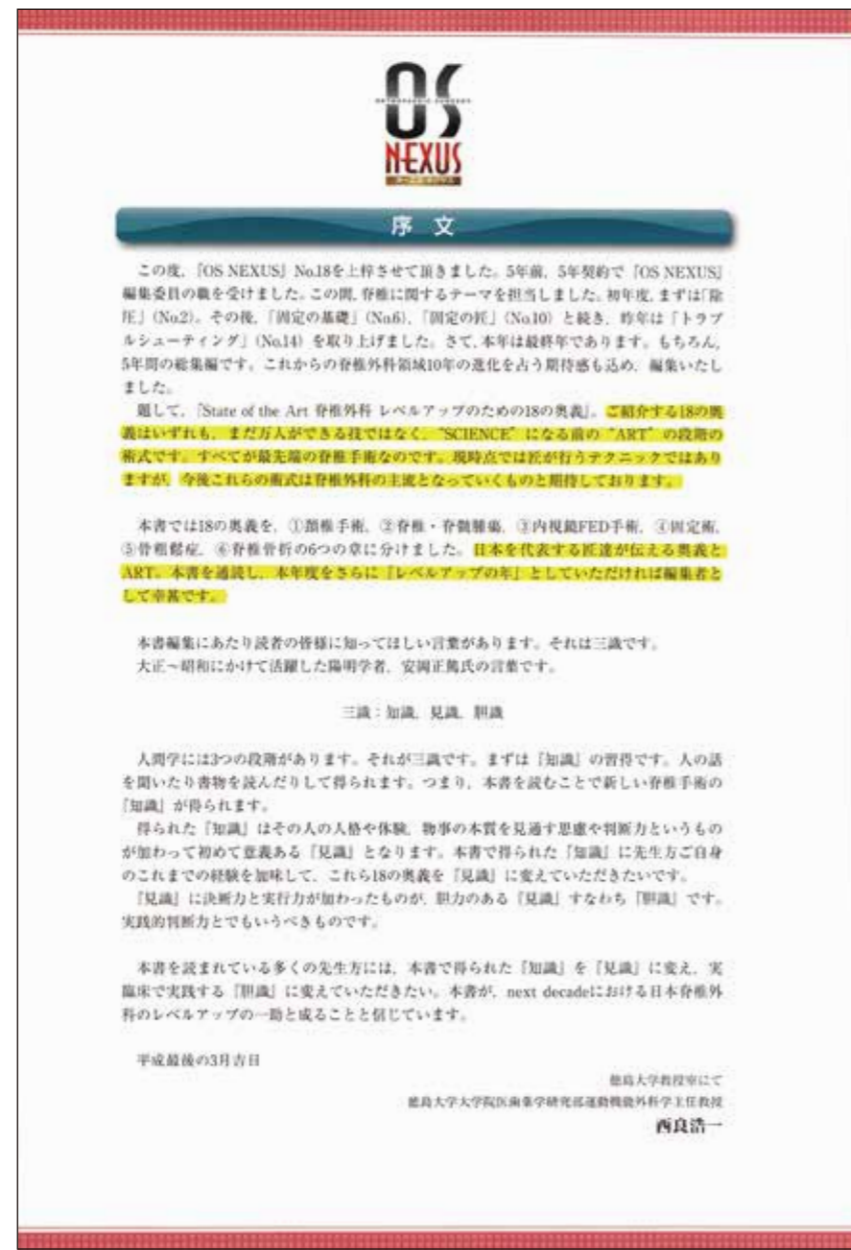 OS
ORTHOPAEDIC SURGERY
NEXUS
序 文
この度,『OS NEXUS』No.18を上梓させて頂きました。5年前,5年契約で『OS NEXUS』
編集委員の職を受けました。この間,脊椎に関するテーマを担当しました。初年度,まずは「除
圧」(No.2)。その後,「固定の基礎」(No.6),「固定の匠」(No.10)と続き,昨年は「トラブ
ルシューティング」(No.14)を取り上げました。さて,本年は最終年であります。もちろん,
5年間の総集編です。これからの脊椎外科領域10年の進化を占う期待感も込め,編集いたし
ました。
題して,『State of the Art 脊椎外科 レベルアップのための18の奥義』。ご紹介する18の奥
義はいずれも,まだ万人ができる技ではなく,“SCIENCE”になる前の“ART”の段階の
術式です。すべてが最先端の脊椎手術なのです。現時点では匠が行うテクニックではあり
ますが,今後これらの術式は脊椎外科の主流となっていくものと期待しております。
本書では18の奥義を,①頚椎手術,②脊椎・脊髄腫瘍,③内視鏡FED手術,④固定術,
⑤骨粗鬆症,⑥脊椎骨折の6つの章に分けました。日本を代表する匠達が伝える奥義と
ART。本書を通読し,本年度をさらに『レベルアップの年』としていただければ編集者と
して幸甚です。
本書編集にあたり読者の皆様に知ってほしい言葉があります。それは三識です。
大正~昭和にかけて活躍した陽明学者,安岡正篤氏の言葉です。
三識:知識,見識,胆識
人間学には3つの段階があります。それが三識です。まずは『知識』の習得です。人の話
を聞いたり書物を読んだりして得られます。つまり,本書を読むことで新しい脊椎手術の
『知識』が得られます。
得られた『知識』はその人の人格や体験,物事の本質を見通す思慮や判断力というもの
が加わって初めて意義ある『見識』となります。本書で得られた『知識』に先生方ご自身
のこれまでの経験を加味して,これら18の奥義を『見識』に変えていただきたいです。
『見識』に決断力と実行力が加わったものが,胆力のある『見識』すなわち『胆識』です。
実践的判断力とでもいうべきものです。
本書を読まれている多くの先生方には,本書で得られた『知識』を『見識』に変え,実
臨床で実践する『胆識』に変えていただきたい。本書が,next decadeにおける日本脊椎外
科のレベルアップの一助と成ることと信じています。
平成最後の3月吉日
徳島大学教授室にて
徳島大学大学院医歯薬学研究部運動機能外科学主任教授
西良浩一